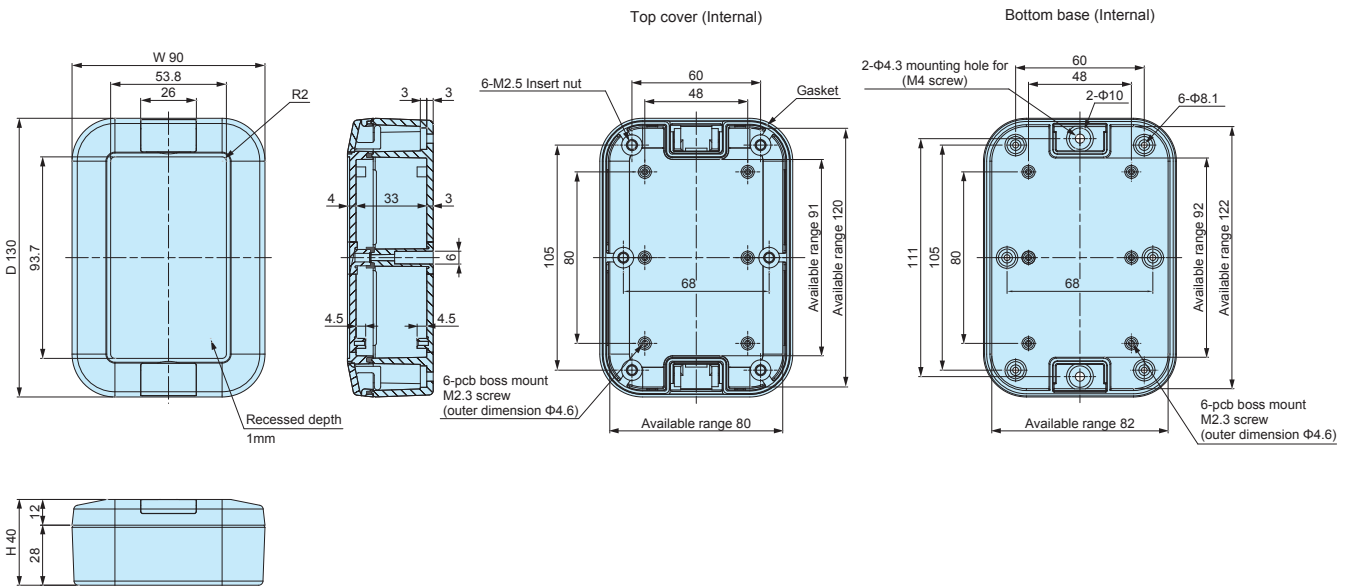 Top cover (Internal)
Bottom base (Internal)
W 90
53.8
26
R2
D 130
93.7
Recessed depth
1mm
3
3
4
33
3
6
4.5
4.5
6-M2.5 Insert nut
60
48
Gasket
105
80
68
Available range 91
Available range 120
6-pcb boss mount
M2.3 screw
(outer dimension Φ4.6)
Available range 80
2-Φ4.3 mounting hole for
(M4 screw)
60
48
2-Φ10
6-Φ8.1
111
105
80
68
Available range 92
Available range 122
Available range 82
6-pcb boss mount
M2.3 screw
(outer dimension Φ4.6)
H 40
12
28